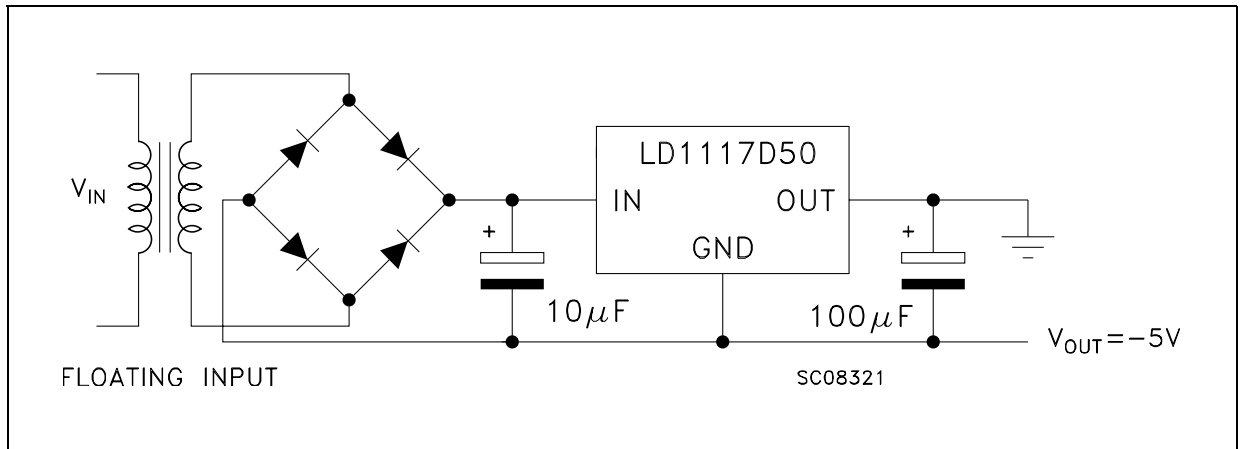 LD1117D50
V_IN
IN
OUT
+
+
GND
10μF
100μF
V_OUT=-5V
FLOATING INPUT
SC08321